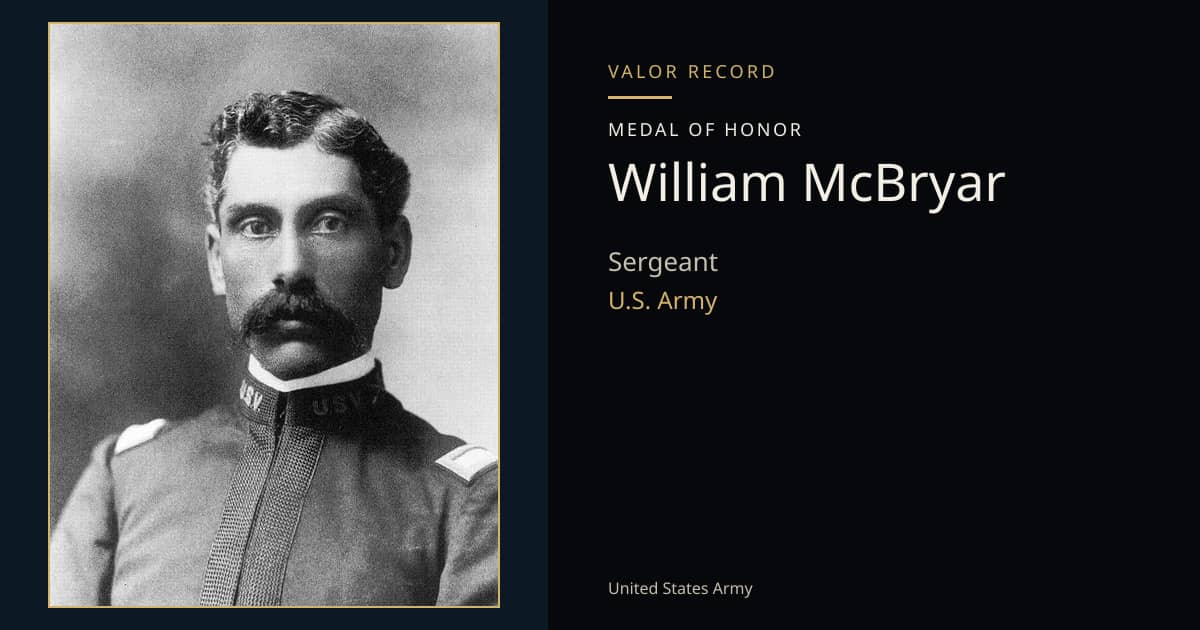 VALOR RECORD
MEDAL OF HONOR
William McBryar
Sergeant
U.S. Army
United States Army
USV
USV